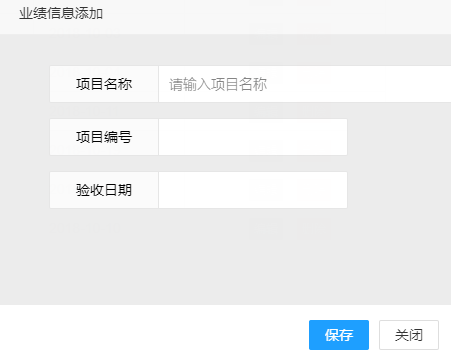 业绩信息添加
项目名称 请输入项目名称
项目编号
验收日期
保存 关闭